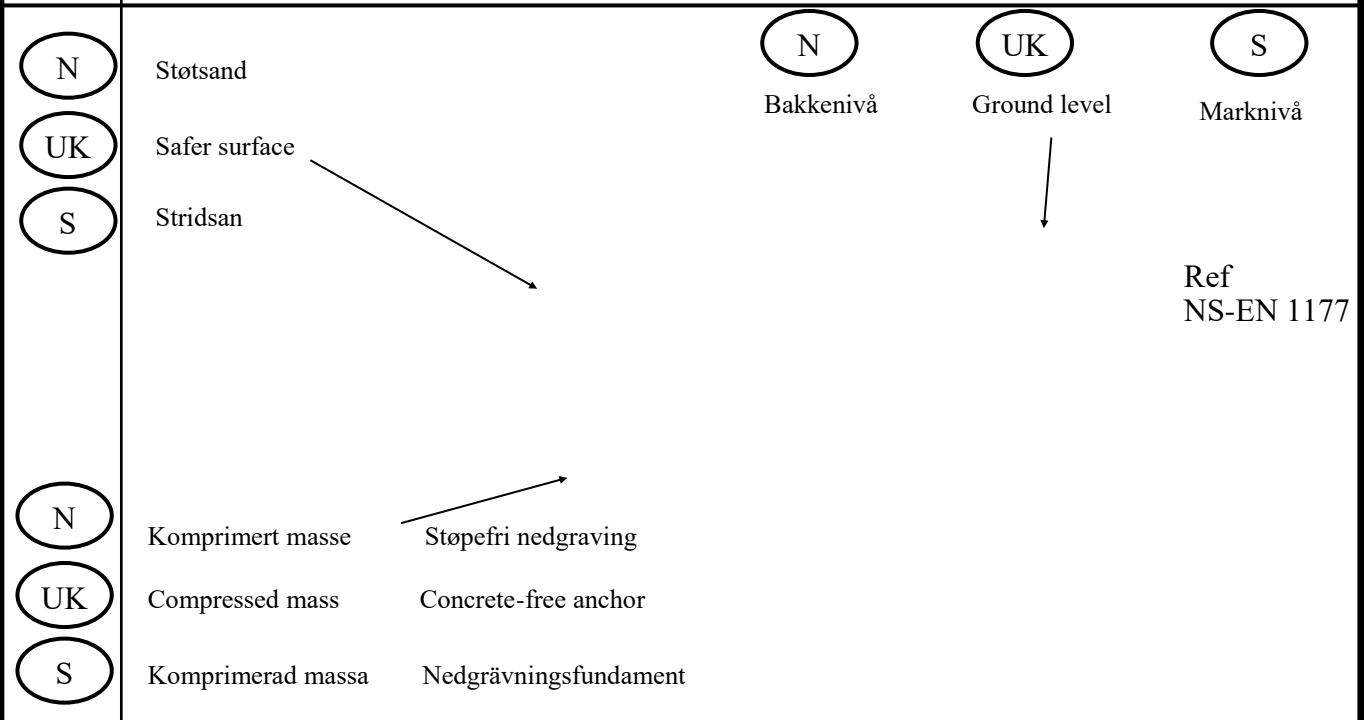 N Støtsand
UK Safer surface
S Stridsan
N UK S
Bakkenivå Ground level Marknivå
Ref
NS-EN 1177
N Komprimert masse Støpefri nedgraving
UK Compressed mass Concrete-free anchor
S Komprimerad massa Nedgrävningsfundament